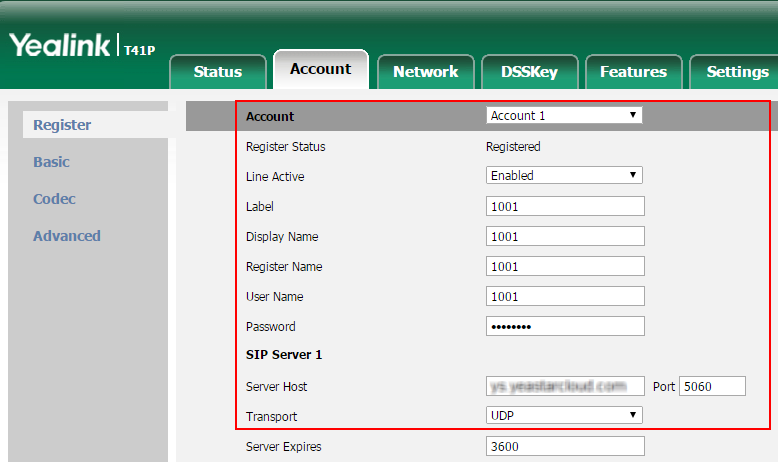 Yealink T41P
Status Account Network DSSKey Features Settings
Register
Basic
Codec
Advanced
Account Account 1
Register Status Registered
Line Active Enabled
Label 1001
Display Name 1001
Register Name 1001
User Name 1001
Password ••••••••
SIP Server 1
Server Host Port 5060
Transport UDP
Server Expires 3600